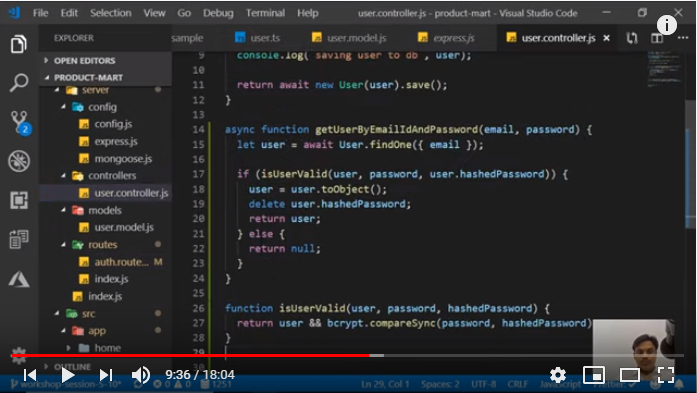 File Edit Selection View Go Debug Terminal Help user.controller.js - product-mart - Visual Studio Code
EXPLORER
sample user.ts user.model.js express.js user.controller.js
OPEN EDITORS
PRODUCT-MART
server
config
config.js
express.js
mongoose.js
controllers
user.controller.js
models
user.model.js
routes
auth.route... M
index.js
index.js
src
app
home
OUTLINE
2
9 console.log(`saving user to db`, user);
10
11 return await new User(user).save();
12 }
13
14 async function getUserByEmailIdAndPassword(email, password) {
15 let user = await User.findOne({ email });
16
17 if (isUserValid(user, password, user.hashedPassword)) {
18 user = user.toObject();
19 delete user.hashedPassword;
20 return user;
21 } else {
22 return null;
23 }
24 }
25
26 function isUserValid(user, password, hashedPassword) {
27 return user && bcrypt.compareSync(password, hashedPassword)
28 }
29
30
9:36 / 18:04
workshop-session-5-10* 0 0 1251 Ln 29, Col 1 Spaces: 2 UTF-8 CRLF JavaScript